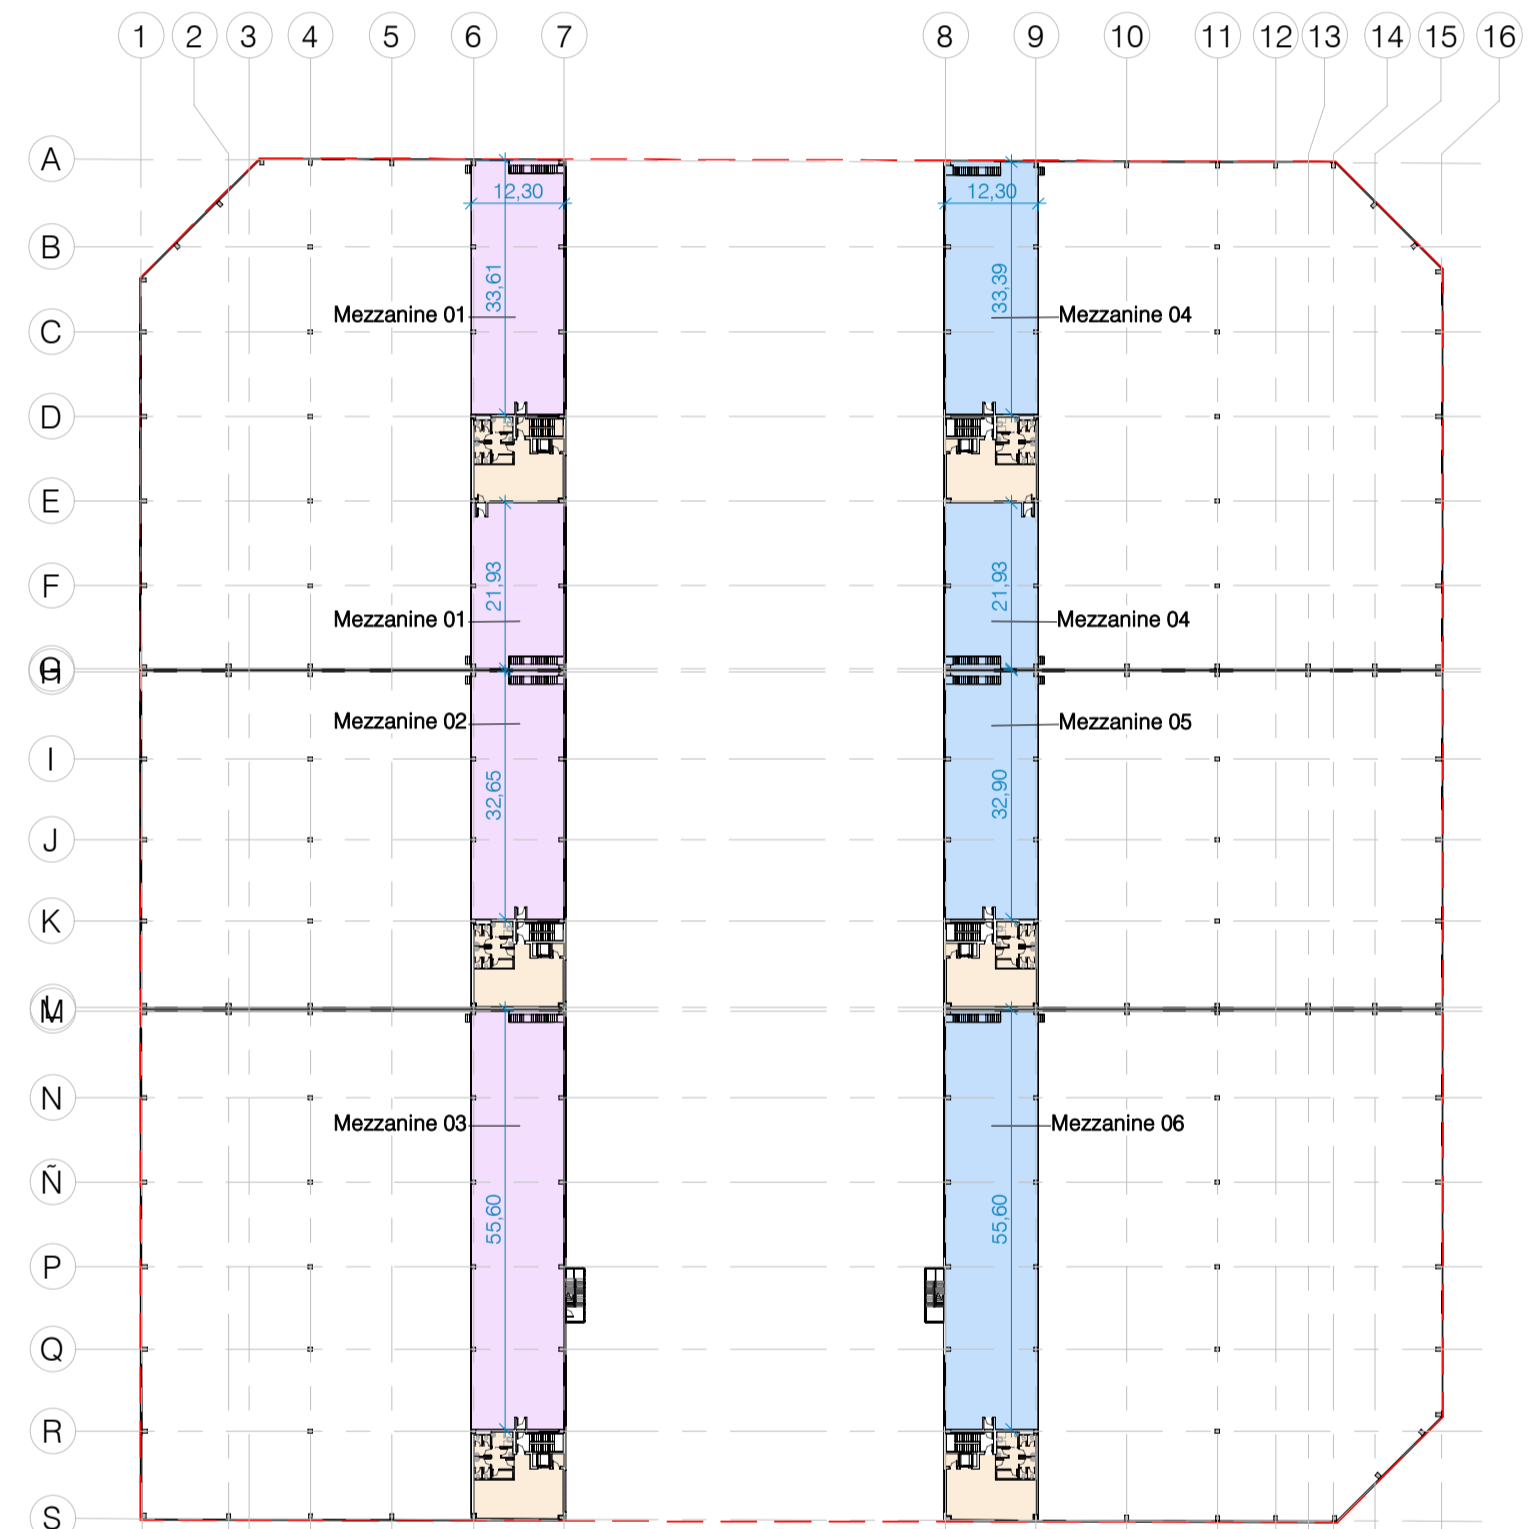 1 2 3 4 5 6 7 8 9 10 11 12 13 14 15 16
A
12,30 12,30
B
33,61 33,39
Mezzanine 01 Mezzanine 04
C
D
E
F
21,93 21,93
Mezzanine 01 Mezzanine 04
G
H
Mezzanine 02 Mezzanine 05
I
32,65 32,90
J
K
L
M
N
Mezzanine 03 Mezzanine 06
Ñ
55,60 55,60
P
Q
R
S